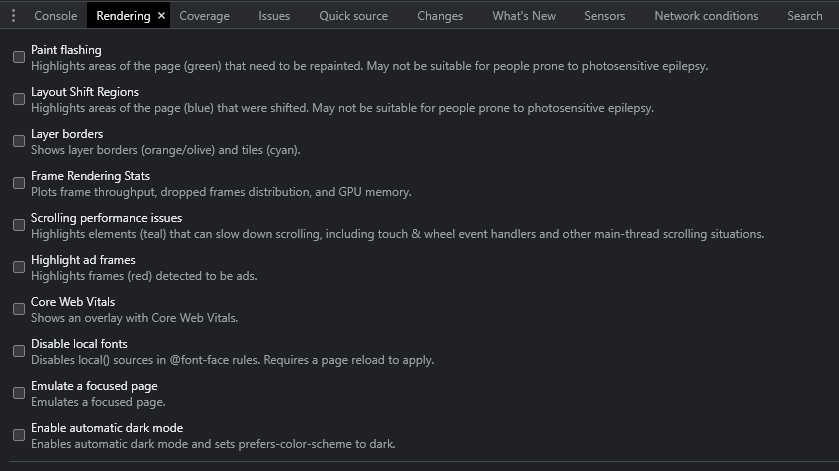 Console Rendering × Coverage Issues Quick source Changes What's New Sensors Network conditions Search
Paint flashing
Highlights areas of the page (green) that need to be repainted. May not be suitable for people prone to photosensitive epilepsy.
Layout Shift Regions
Highlights areas of the page (blue) that were shifted. May not be suitable for people prone to photosensitive epilepsy.
Layer borders
Shows layer borders (orange/olive) and tiles (cyan).
Frame Rendering Stats
Plots frame throughput, dropped frames distribution, and GPU memory.
Scrolling performance issues
Highlights elements (teal) that can slow down scrolling, including touch & wheel event handlers and other main-thread scrolling situations.
Highlight ad frames
Highlights frames (red) detected to be ads.
Core Web Vitals
Shows an overlay with Core Web Vitals.
Disable local fonts
Disables local() sources in @font-face rules. Requires a page reload to apply.
Emulate a focused page
Emulates a focused page.
Enable automatic dark mode
Enables automatic dark mode and sets prefers-color-scheme to dark.